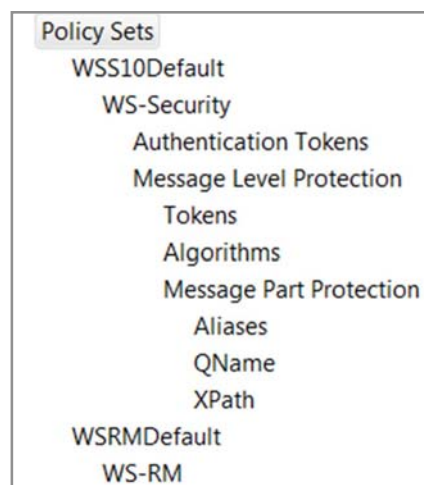 Policy Sets
WSS10Default
WS-Security
Authentication Tokens
Message Level Protection
Tokens
Algorithms
Message Part Protection
Aliases
QName
XPath
WSRMDefault
WS-RM